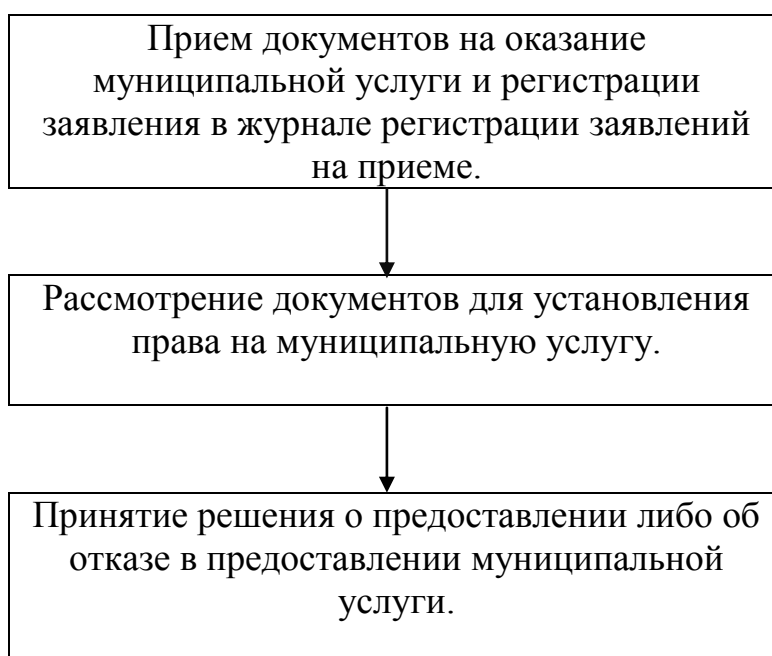 Прием документов на оказание
муниципальной услуги и регистрации
заявления в журнале регистрации заявлений
на приеме.
Рассмотрение документов для установления
права на муниципальную услугу.
Принятие решения о предоставлении либо об
отказе в предоставлении муниципальной
услуги.